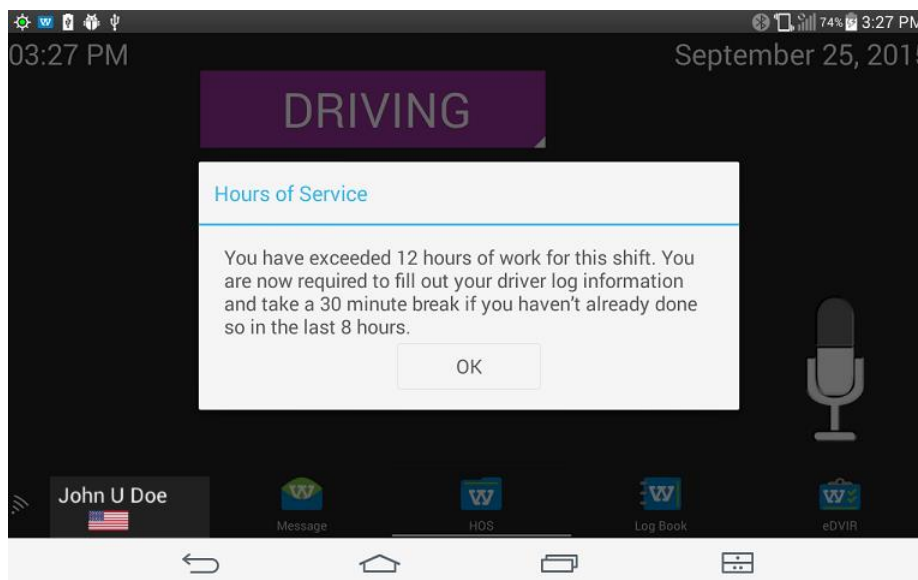 74% 3:27 PM
03:27 PM
September 25, 2015
DRIVING
Hours of Service
You have exceeded 12 hours of work for this shift. You
are now required to fill out your driver log information
and take a 30 minute break if you haven't already done
so in the last 8 hours.
OK
John U Doe
Message
HOS
Log Book
eDVIR